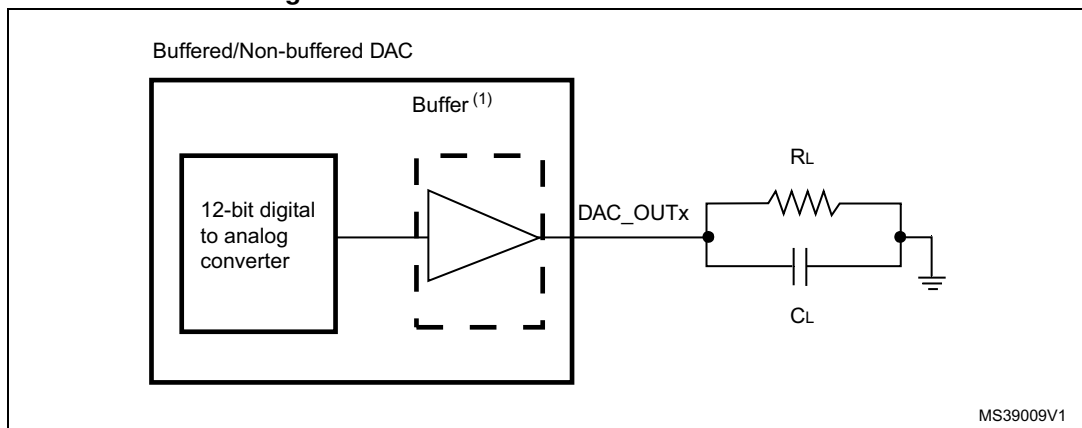 Buffered/Non-buffered DAC
Buffer (1)
12-bit digital
to analog
converter
DAC_OUTx
RL
CL
MS39009V1